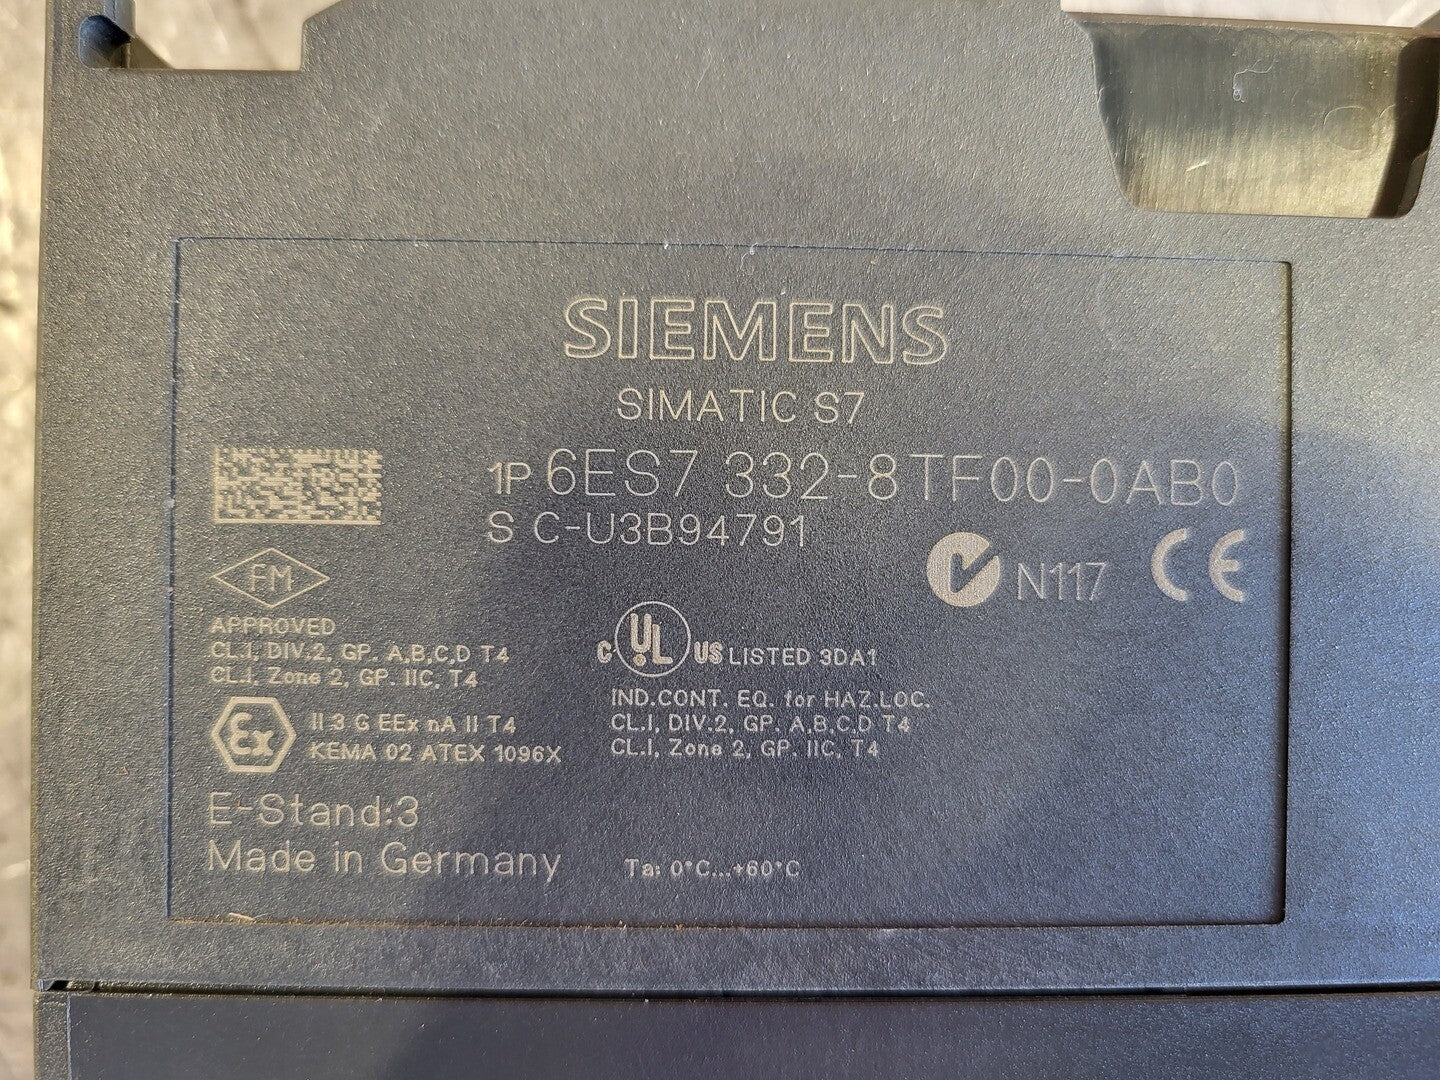 SIEMENS
SIMATIC S7
1P 6ES7 332-8TF00-0AB0
S C-U3B94791
N117 CE
FM
APPROVED
CL.I, DIV.2, GP. A,B,C,D T4
CL.I, Zone 2, GP. IIC, T4
C UL US LISTED 3DA1
IND.CONT. EQ. for HAZ.LOC.
CL.I, DIV.2, GP. A,B,C,D T4
CL.I, Zone 2, GP. IIC, T4
Ex II 3 G EEx nA II T4
KEMA 02 ATEX 1096X
E-Stand:3
Made in Germany
Ta: 0°C...+60°C